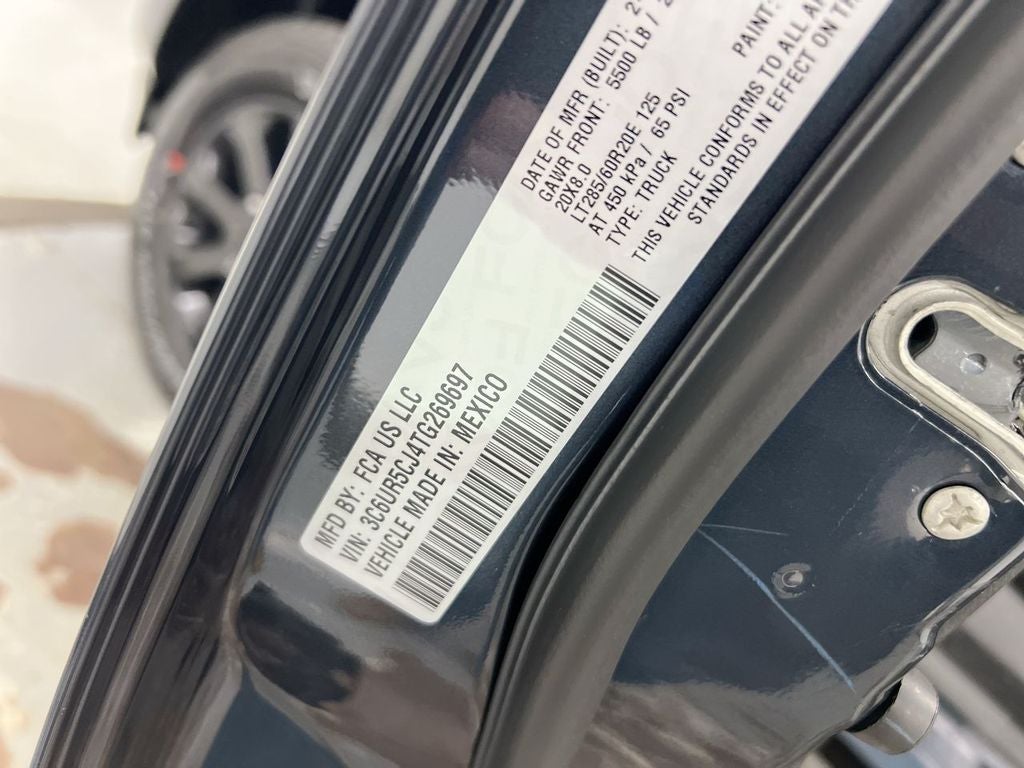 MFD BY: FCA US LLC
VIN: 3C6UR5CJ4TG269697
VEHICLE MADE IN: MEXICO
DATE OF MFR (BUILT): 2-
GAWR FRONT: 5500 LB /
20X8.0
LT285/60R20E 125
AT 450 kPa / 65 PSI
TYPE: TRUCK
PAINT:
THIS VEHICLE CONFORMS TO ALL
STANDARDS IN EFFECT ON